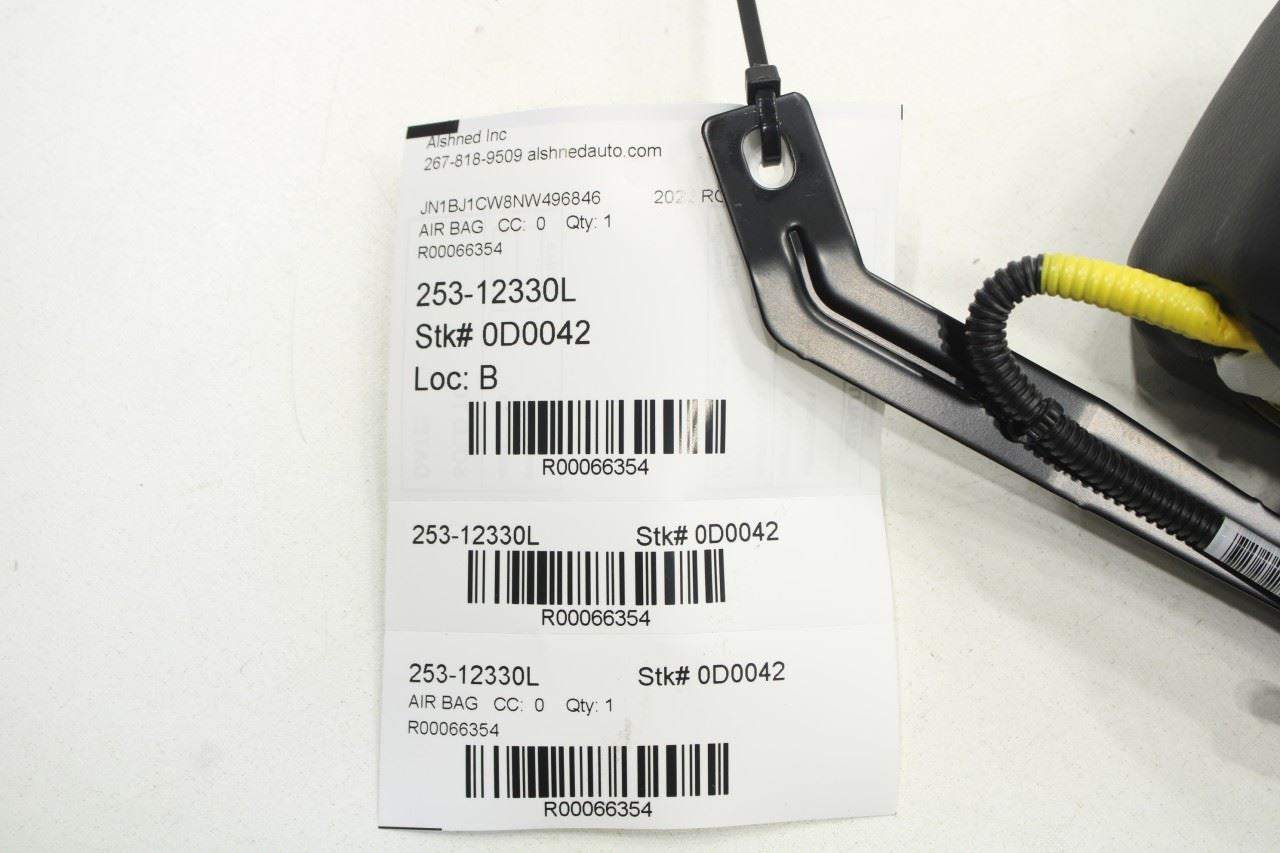 Alshned Inc
267-818-9509 alshnedauto.com
JN1BJ1CW8NW496846
AIR BAG CC: 0 Qty: 1
R00066354
253-12330L
Stk# 0D0042
Loc: B
R00066354
253-12330L Stk# 0D0042
R00066354
253-12330L Stk# 0D0042
AIR BAG CC: 0 Qty: 1
R00066354
R00066354